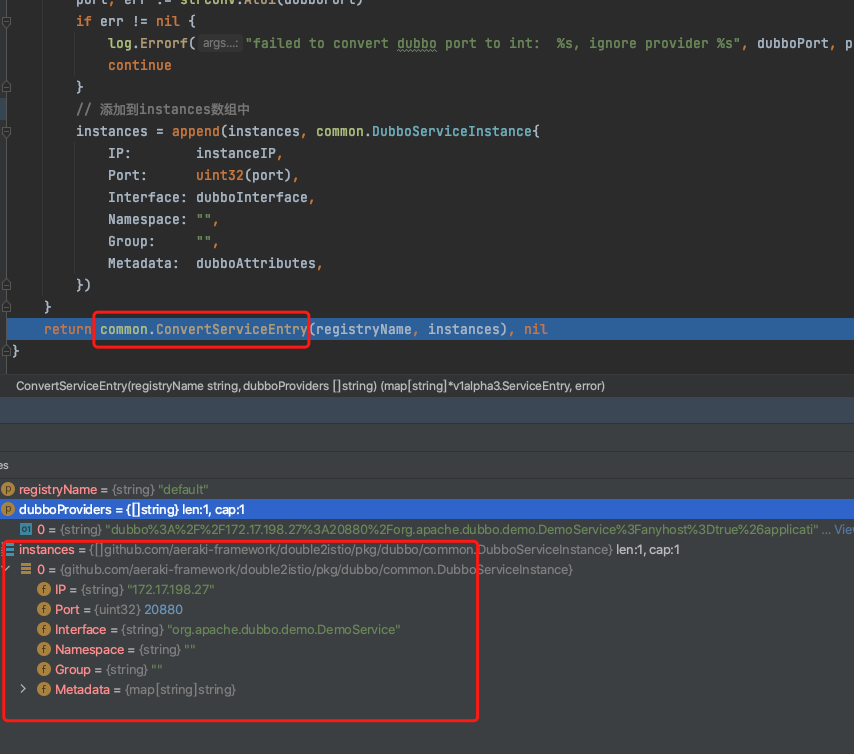 if err != nil {
log.Errorf( args...: "failed to convert dubbo port to int:  %s, ignore provider %s", dubboPort, p
continue
}
// 添加到instances数组中
instances = append(instances, common.DubboServiceInstance{
IP:        instanceIP,
Port:      uint32(port),
Interface: dubboInterface,
Namespace: "",
Group:     "",
Metadata:  dubboAttributes,
})
}
return common.ConvertServiceEntry(registryName, instances), nil
}
ConvertServiceEntry(registryName string, dubboProviders []string) (map[string]*v1alpha3.ServiceEntry, error)
es
registryName = {string} "default"
dubboProviders = {[]string} len:1, cap:1
0 = {string} "dubbo%3A%2F%2F172.17.198.27%3A20880%2Forg.apache.dubbo.demo.DemoService%3Fanyhost%3Dtrue%26applicati" ... View
instances = {[]github.com/aeraki-framework/double2istio/pkg/dubbo/common.DubboServiceInstance} len:1, cap:1
0 = {github.com/aeraki-framework/double2istio/pkg/dubbo/common.DubboServiceInstance}
IP = {string} "172.17.198.27"
Port = {uint32} 20880
Interface = {string} "org.apache.dubbo.demo.DemoService"
Namespace = {string} ""
Group = {string} ""
Metadata = {map[string]string}